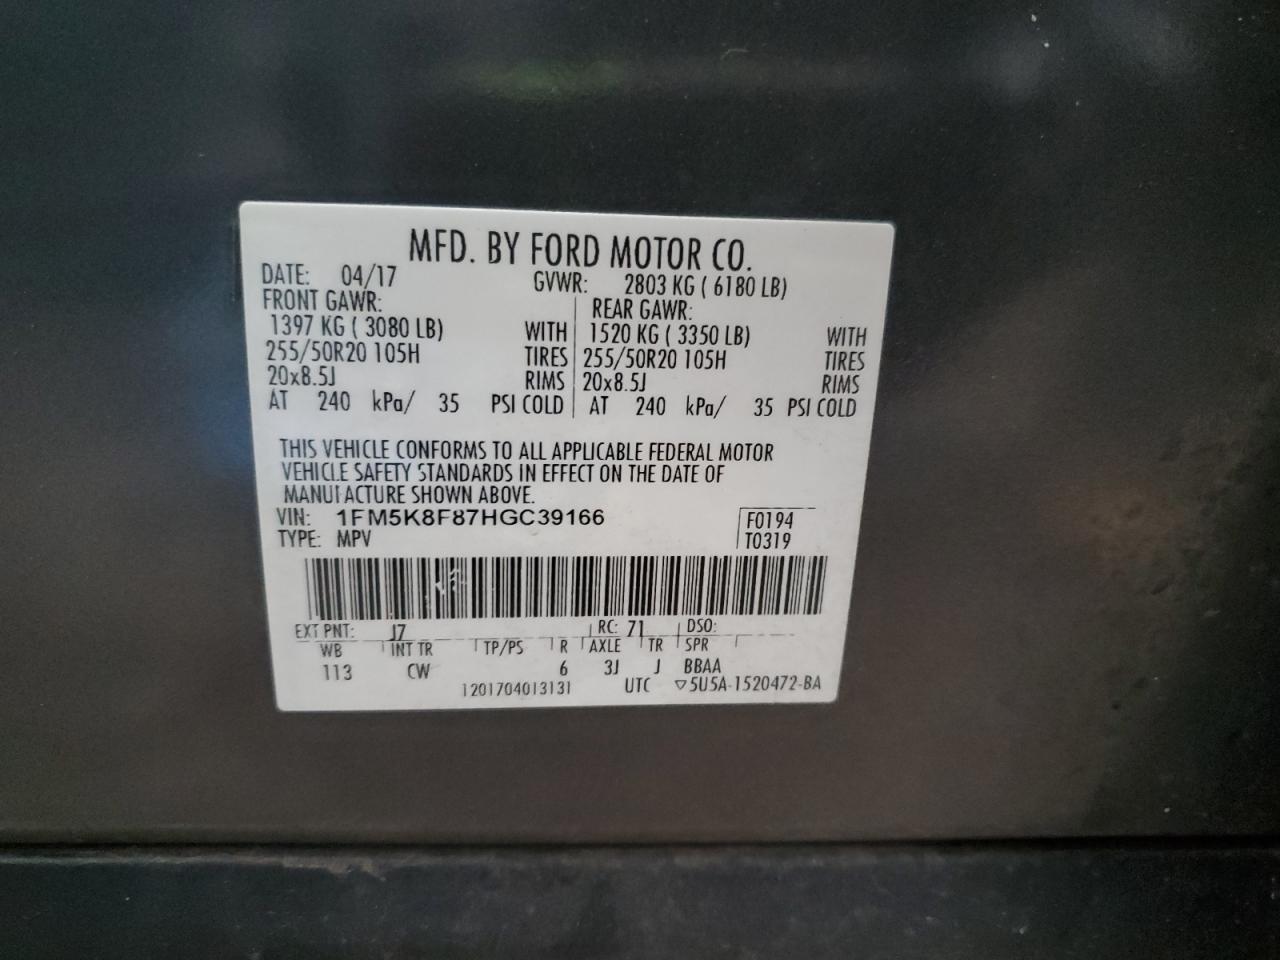 MFD. BY FORD MOTOR CO.
DATE: 04/17 GVWR: 2803 KG ( 6180 LB)
FRONT GAWR: REAR GAWR:
1397 KG ( 3080 LB) WITH 1520 KG ( 3350 LB) WITH
255/50R20 105H TIRES 255/50R20 105H TIRES
20x8.5J RIMS 20x8.5J RIMS
AT 240 kPa/ 35 PSI COLD AT 240 kPa/ 35 PSI COLD
THIS VEHICLE CONFORMS TO ALL APPLICABLE FEDERAL MOTOR
VEHICLE SAFETY STANDARDS IN EFFECT ON THE DATE OF
MANUFACTURE SHOWN ABOVE.
VIN: 1FM5K8F87HGC39166 F0194
TYPE: MPV T0319
EXT PNT: J7 RC: 71 DSO:
WB INT TR TP/PS R AXLE TR SPR
113 CW 6 3J J BBAA
1201704013131 UTC ▽5U5A-1520472-BA